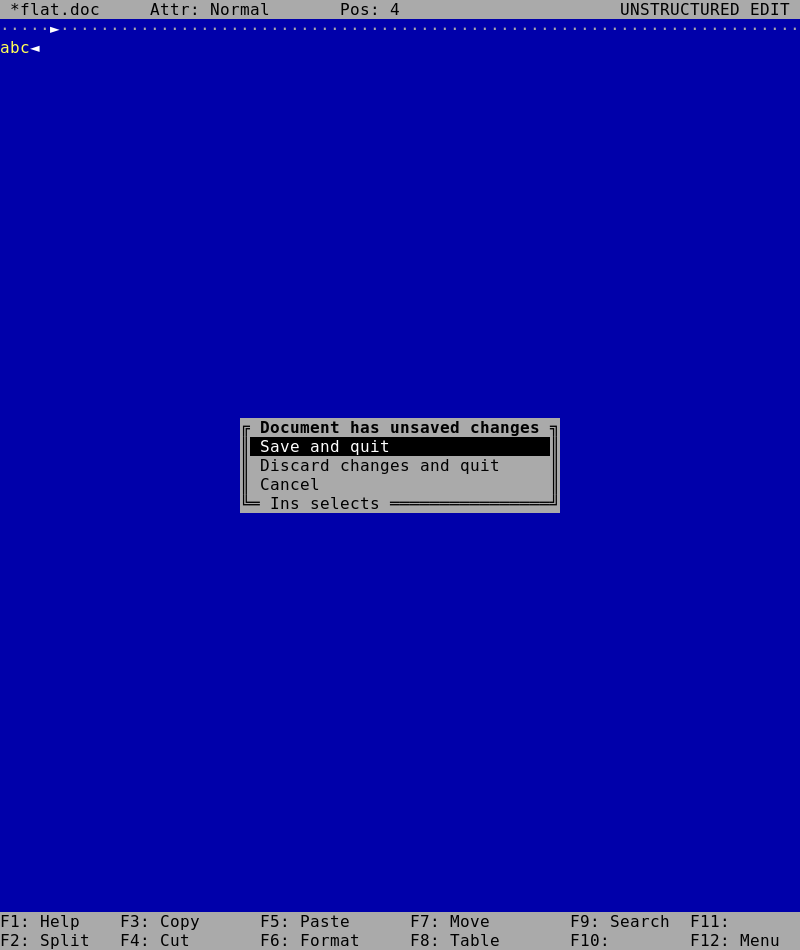 *flat.doc Attr: Normal Pos: 4 UNSTRUCTURED EDIT
abc◄
Document has unsaved changes
Save and quit
Discard changes and quit
Cancel
Ins selects
F1: Help F3: Copy F5: Paste F7: Move F9: Search F11:
F2: Split F4: Cut F6: Format F8: Table F10: F12: Menu